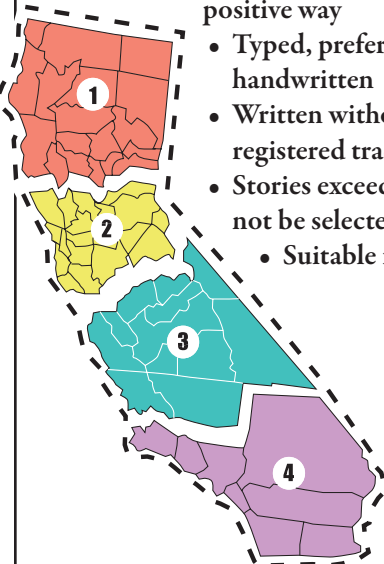 positive way
• Typed, prefer
handwritten
• Written witho
registered tra
• Stories exceed
not be selecte
• Suitable
1
2
3
4